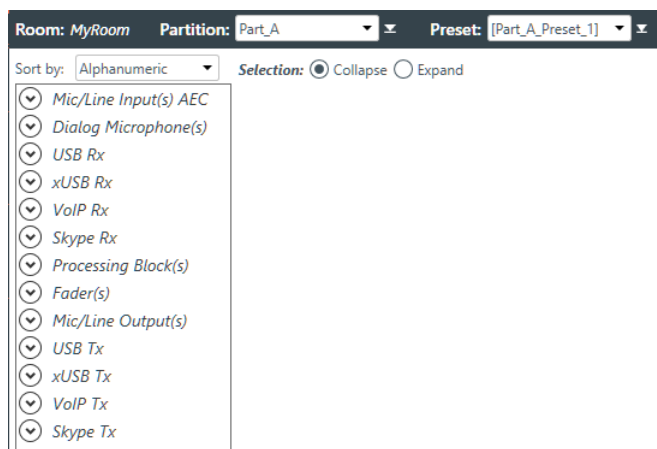 Room: MyRoom Partition: Part_A Preset: [Part_A_Preset_1]
Sort by: Alphanumeric Selection: Collapse Expand
Mic/Line Input(s) AEC
Dialog Microphone(s)
USB Rx
xUSB Rx
VoIP Rx
Skype Rx
Processing Block(s)
Fader(s)
Mic/Line Output(s)
USB Tx
xUSB Tx
VoIP Tx
Skype Tx